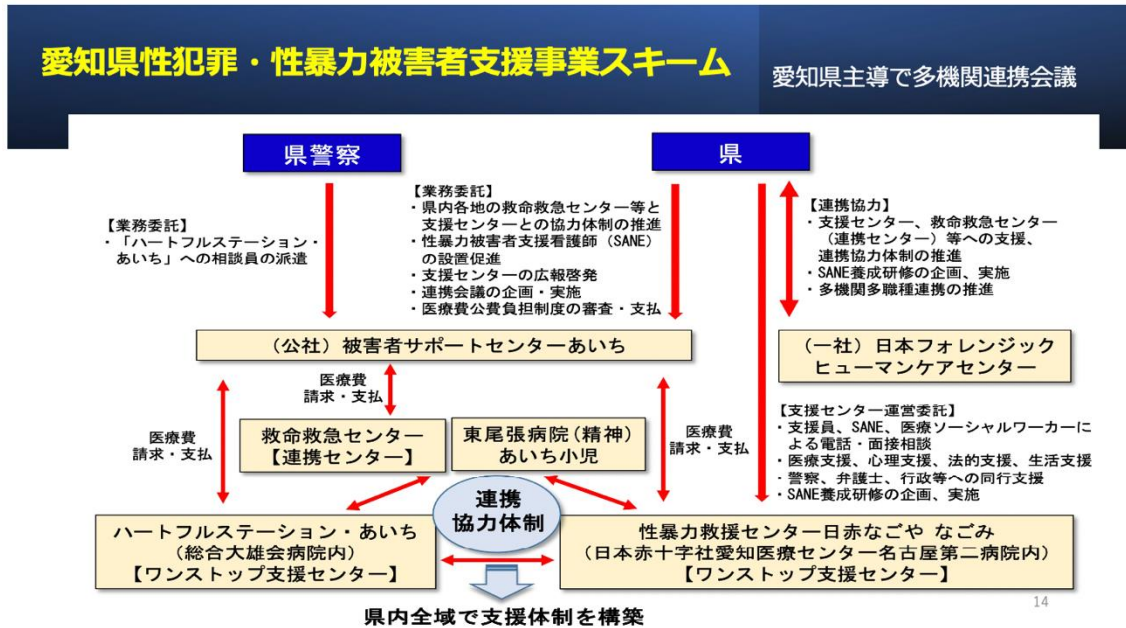 愛知県性犯罪・性暴力被害者支援事業スキーム
愛知県主導で多機関連携会議
県警察
県
【業務委託】
・「ハートフルステーション・
あいち」への相談員の派遣
【業務委託】
・県内各地の救命救急センター等と
支援センターとの協力体制の推進
・性暴力被害者支援看護師（SANE）
の設置促進
・支援センターの広報啓発
・連携会議の企画・実施
・医療費公費負担制度の審査・支払
【連携協力】
・支援センター、救命救急センター
（連携センター）等への支援、
連携協力体制の推進
・SANE養成研修の企画、実施
・多機関多職種連携の推進
（公社）被害者サポートセンターあいち
（一社）日本フォレンジック
ヒューマンケアセンター
医療費
請求・支払
医療費
請求・支払
医療費
請求・支払
救命救急センター
【連携センター】
東尾張病院(精神)
あいち小児
【支援センター運営委託】
・支援員、SANE、医療ソーシャルワーカーに
よる電話・面接相談
・医療支援、心理支援、法的支援、生活支援
・警察、弁護士、行政等への同行支援
・SANE養成研修の企画、実施
連携
協力体制
ハートフルステーション・あいち
（総合大雄会病院内）
【ワンストップ支援センター】
性暴力救援センター日赤なごや なごみ
（日本赤十字社愛知医療センター名古屋第二病院内）
【ワンストップ支援センター】
県内全域で支援体制を構築
14